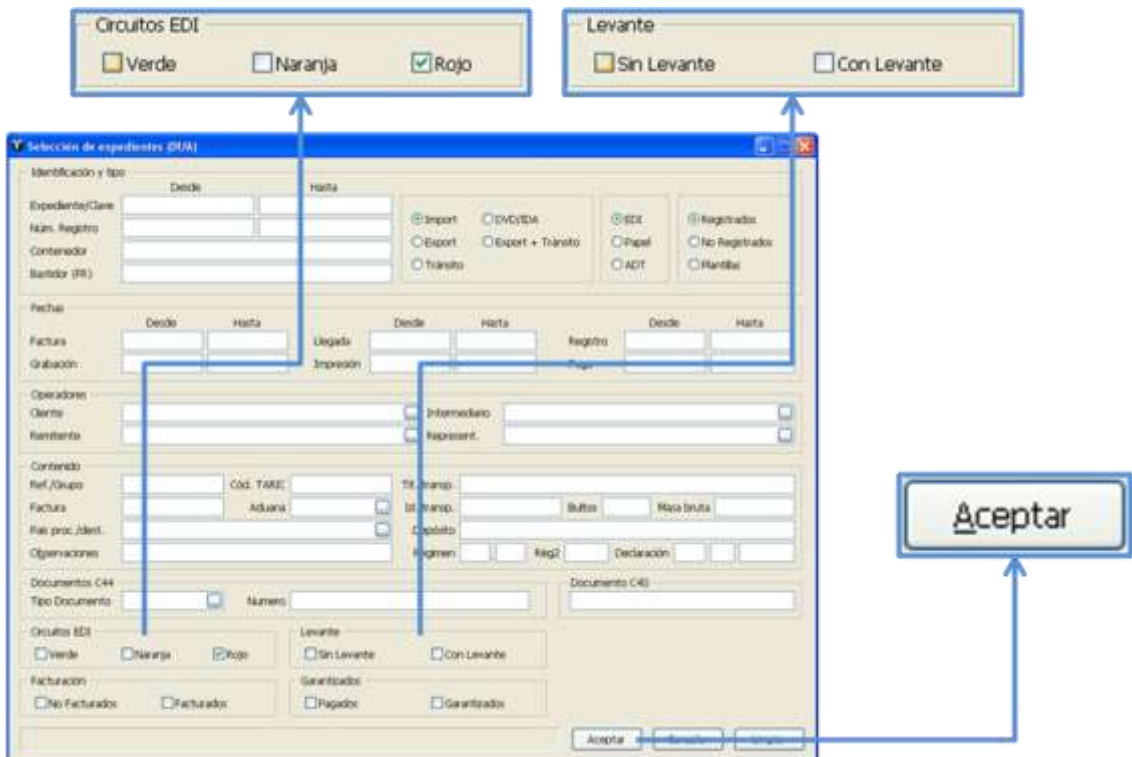 Circuitos EDI
Verde Naranja Rojo
Levante
Sin Levante Con Levante
Selección de expedientes (DUA)
Identificación y tipo
Desde Hasta
Expediente/Clave
Núm. Registro
Contenedor
Bastidor (PR)
Import DVD/IDA
Export Export + Tránsito
Tránsito
EDI
Papel
ADT
Registrados
No Registrados
Plantillas
Fechas
Desde Hasta Desde Hasta Desde Hasta
Factura Llegada Registro
Grabación Impresión Pago
Operadores
Cliente Intermediario
Remitente Represent.
Contenido
Ref./Grupo Cód. TARIC transp.
Factura Aduana transp. Bultos Masa bruta
País proc./dest. Depósito
Observaciones Régimen Rég2 Declaración
Documentos C44 Documento C40
Tipo Documento Numero
Circuitos EDI Levante
Verde Naranja Rojo Sin Levante Con Levante
Facturación Garantizados
No Facturados Facturados Pagados Garantizados
Aceptar
Aceptar